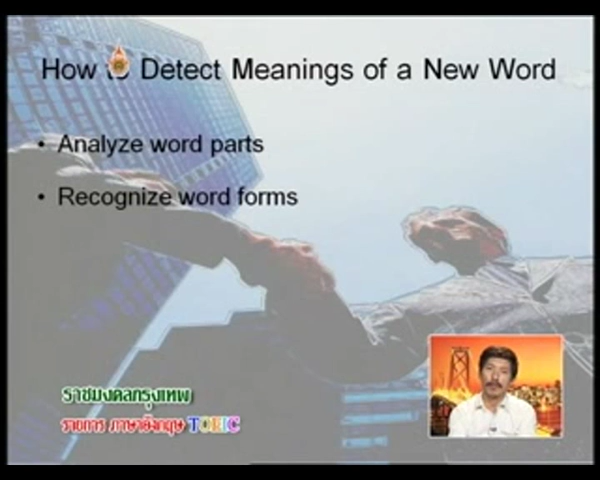 How to Detect Meanings of a New Word
• Analyze word parts
• Recognize word forms
ราชมงคลกรุงเทพ
รายการ ภาษาอังกฤษ TOEIC